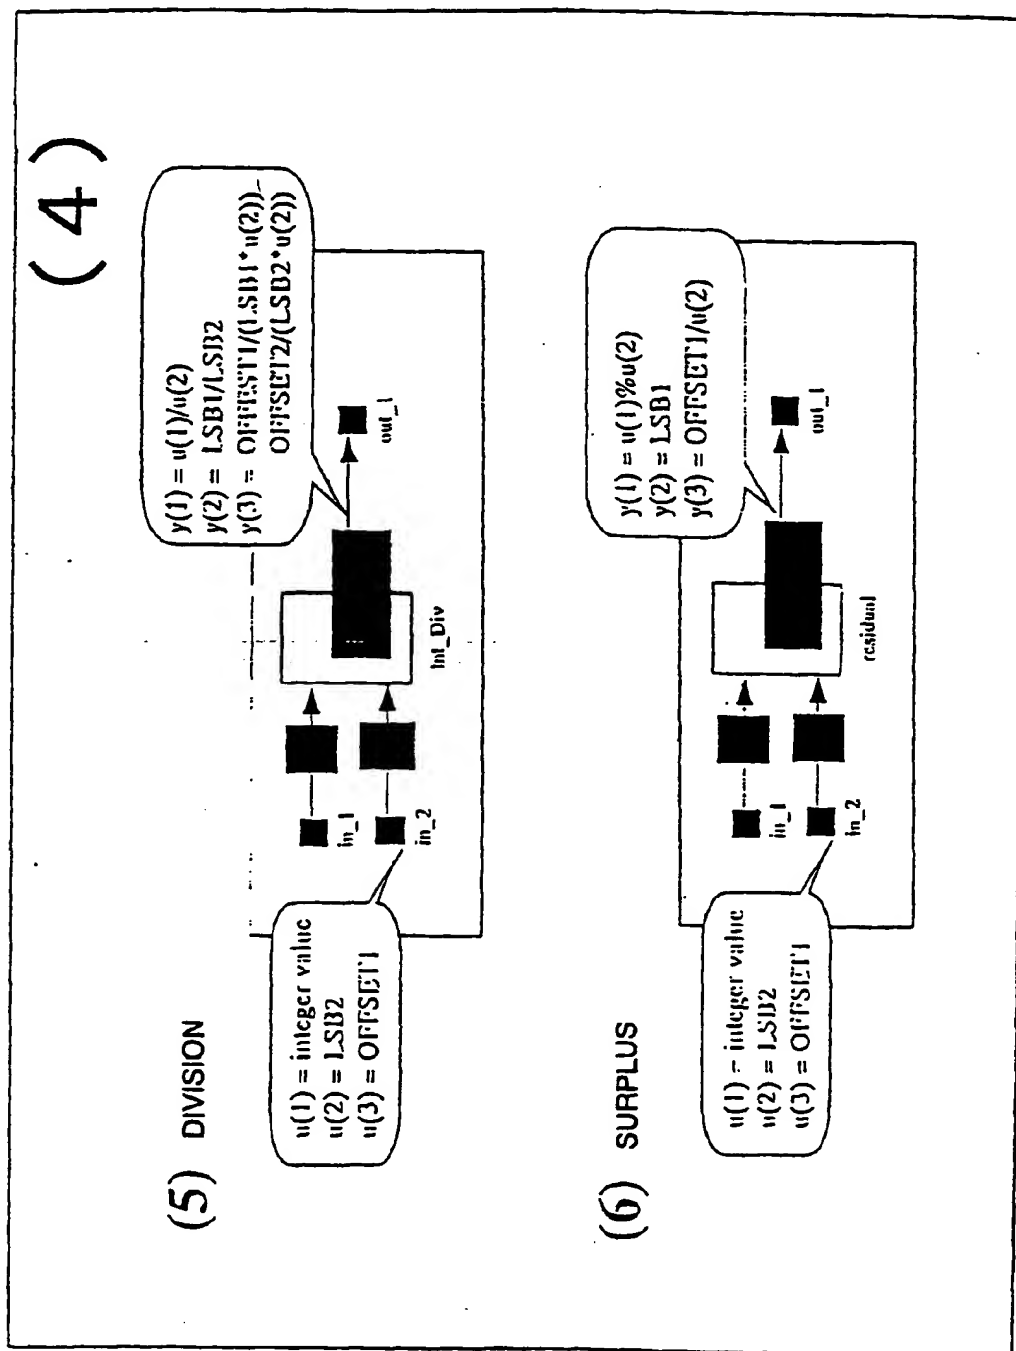 (4)
(5) DIVISION
y(1) = u(1)/u(2)
y(2) = LSB1/LSB2
y(3) = OFFEST1/(LSB1*u(2))-
OFFSET2/(LSB2*u(2))
u(1) = integer value
u(2) = LSB2
u(3) = OFFSET1
in_1
in_2
Int_Div
out_1
(6) SURPLUS
y(1) = u(1)%u(2)
y(2) = LSB1
y(3) = OFFSET1/u(2)
u(1) = integer value
u(2) = LSB2
u(3) = OFFSET1
in_1
in_2
residual
out_1